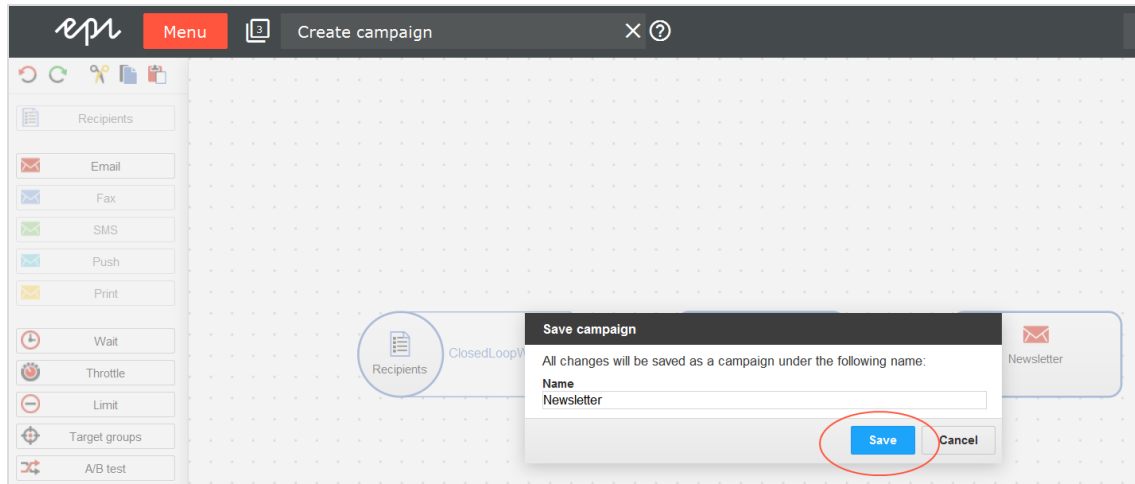 epi
Menu
3
Create campaign
?
Recipients
Email
Fax
SMS
Push
Print
Wait
Throttle
Limit
Target groups
A/B test
Recipients
ClosedLoopW
Newsletter
Save campaign
All changes will be saved as a campaign under the following name:
Name
Newsletter
Save Cancel